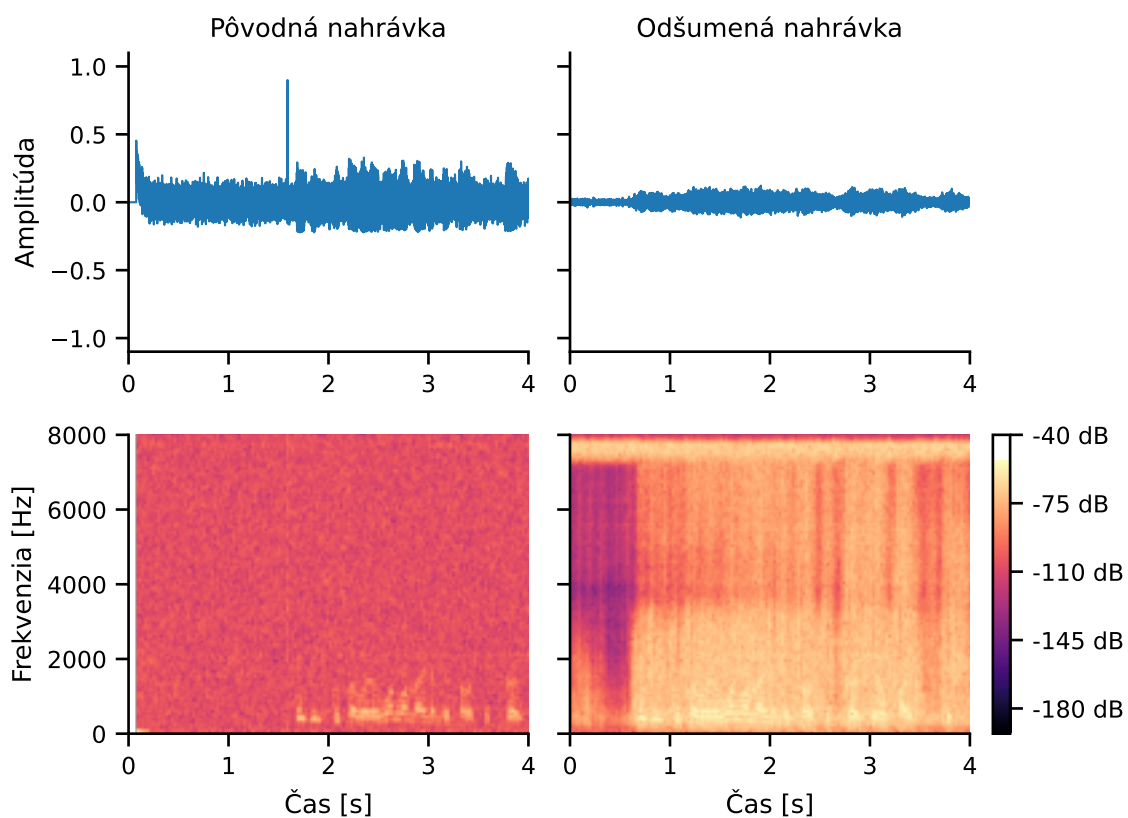 Pôvodná nahrávka
Odšumená nahrávka
Amplitúda
1.0
0.5
0.0
−0.5
−1.0
0 1 2 3 4
0 1 2 3 4
Frekvenzia [Hz]
8000
6000
4000
2000
0
0 1 2 3 4
Čas [s]
0 1 2 3 4
Čas [s]
-40 dB
-75 dB
-110 dB
-145 dB
-180 dB